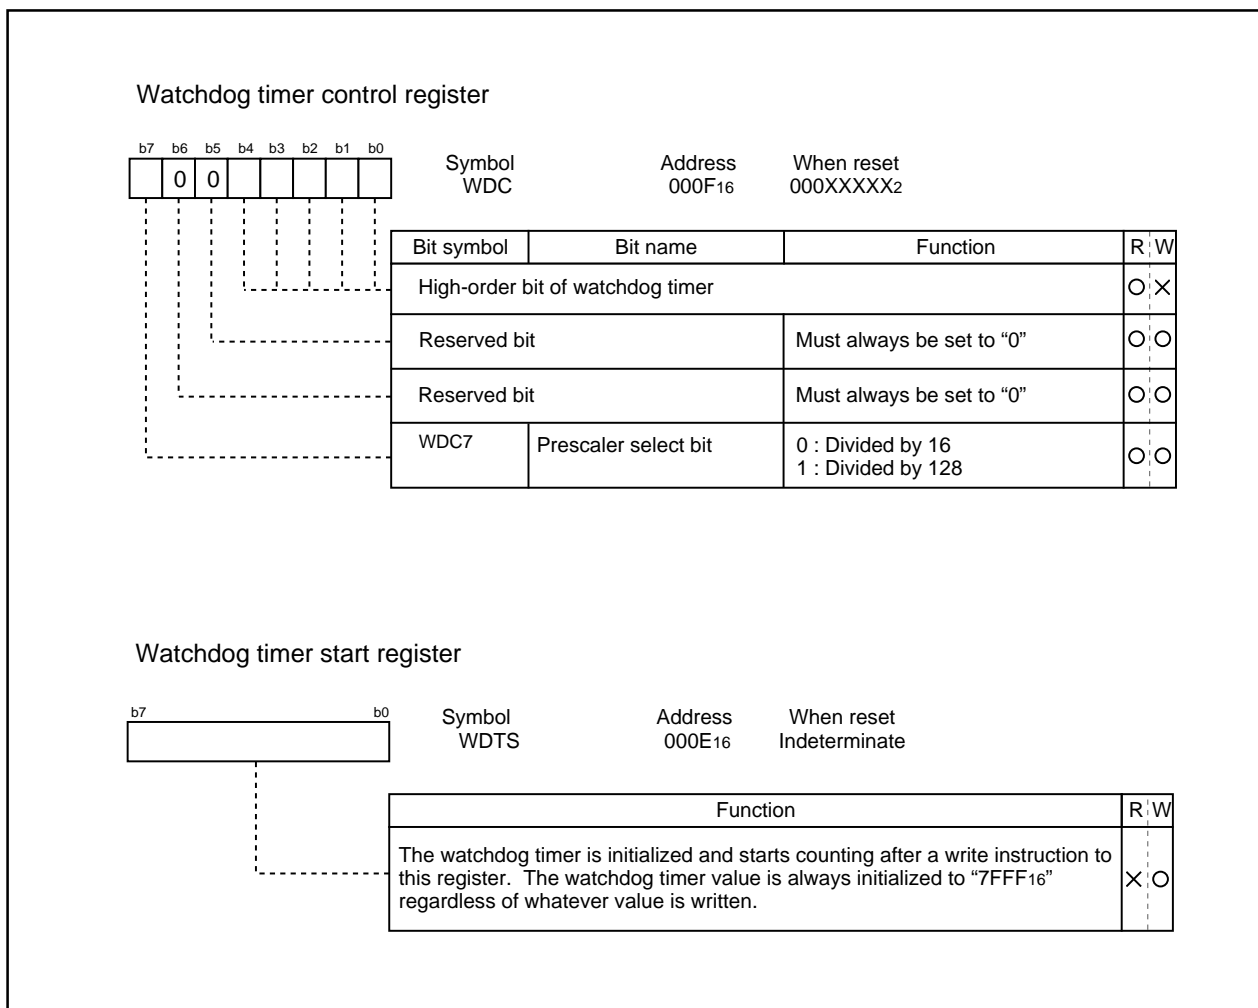 Watchdog timer control register
b7 b6 b5 b4 b3 b2 b1 b0
0 0
Symbol Address When reset
WDC 000F16 000XXXXX2
Bit symbol Bit name Function R W
High-order bit of watchdog timer
Reserved bit Must always be set to “0”
Reserved bit Must always be set to “0”
WDC7 Prescaler select bit 0 : Divided by 16
1 : Divided by 128
Watchdog timer start register
b7 b0
Symbol Address When reset
WDTS 000E16 Indeterminate
Function R W
The watchdog timer is initialized and starts counting after a write instruction to
this register. The watchdog timer value is always initialized to “7FFF16”
regardless of whatever value is written.